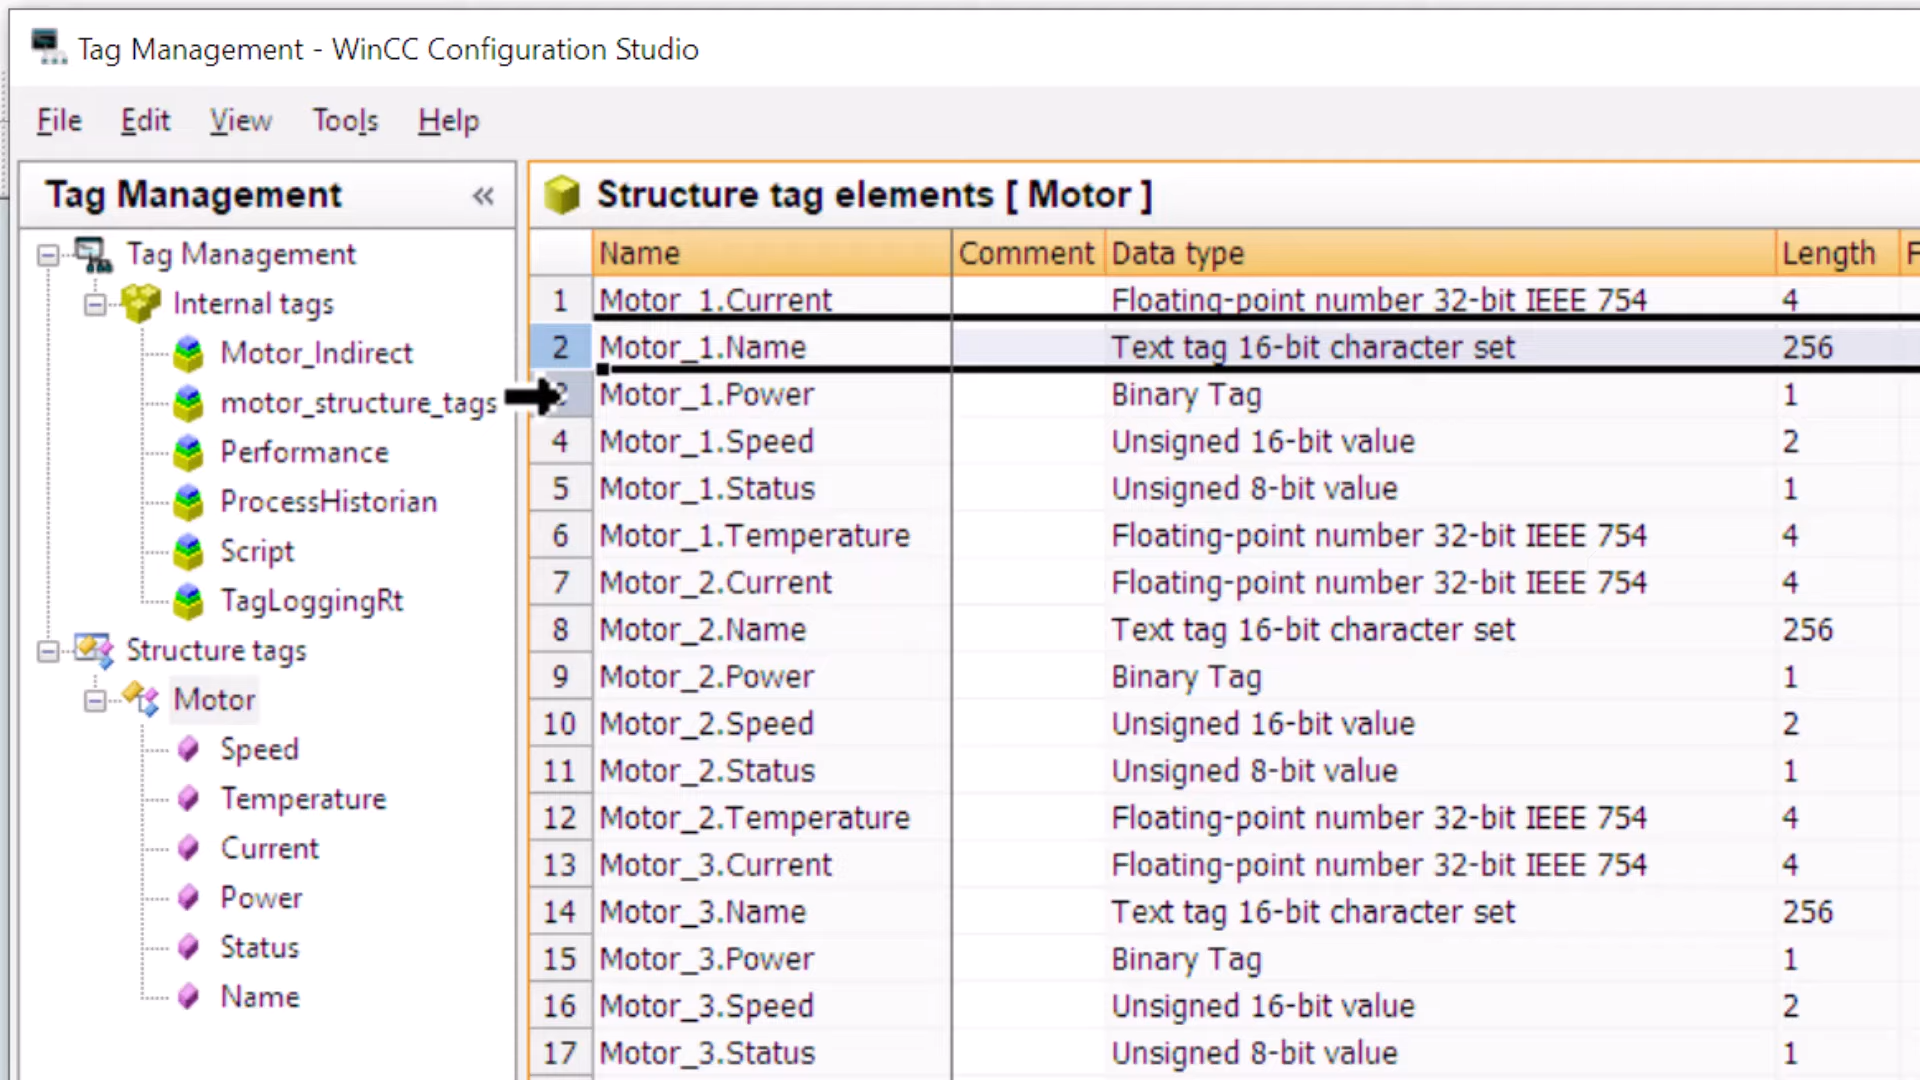 Tag Management - WinCC Configuration Studio
File Edit View Tools Help
Tag Management «
Tag Management
Internal tags
Motor_Indirect
motor_structure_tags
Performance
ProcessHistorian
Script
TagLoggingRt
Structure tags
Motor
Speed
Temperature
Current
Power
Status
Name
Structure tag elements [ Motor ]
Name Comment Data type Length F
1 Motor_1.Current Floating-point number 32-bit IEEE 754 4
2 Motor_1.Name Text tag 16-bit character set 256
Motor_1.Power Binary Tag 1
4 Motor_1.Speed Unsigned 16-bit value 2
5 Motor_1.Status Unsigned 8-bit value 1
6 Motor_1.Temperature Floating-point number 32-bit IEEE 754 4
7 Motor_2.Current Floating-point number 32-bit IEEE 754 4
8 Motor_2.Name Text tag 16-bit character set 256
9 Motor_2.Power Binary Tag 1
10 Motor_2.Speed Unsigned 16-bit value 2
11 Motor_2.Status Unsigned 8-bit value 1
12 Motor_2.Temperature Floating-point number 32-bit IEEE 754 4
13 Motor_3.Current Floating-point number 32-bit IEEE 754 4
14 Motor_3.Name Text tag 16-bit character set 256
15 Motor_3.Power Binary Tag 1
16 Motor_3.Speed Unsigned 16-bit value 2
17 Motor_3.Status Unsigned 8-bit value 1